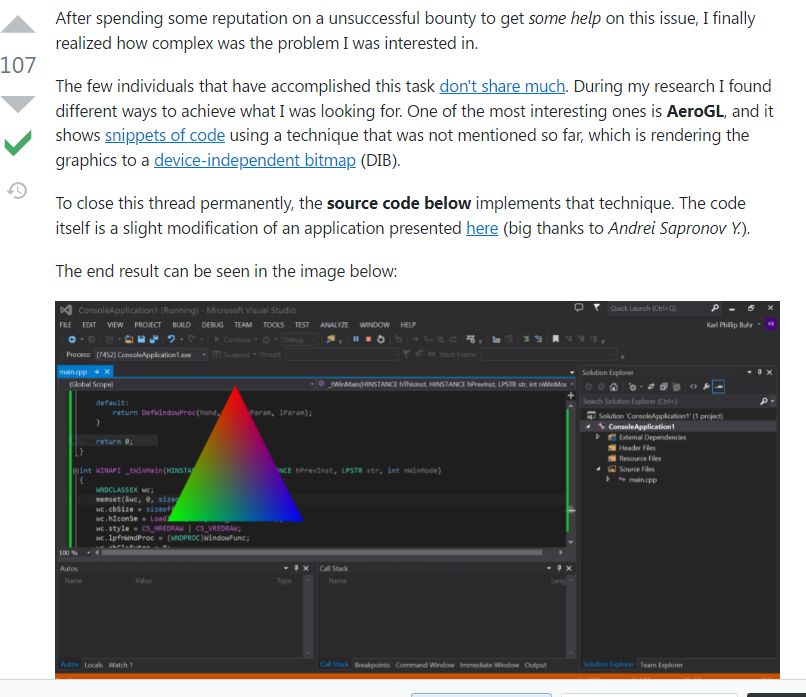 After spending some reputation on a unsuccessful bounty to get some help on this issue, I finally
realized how complex was the problem I was interested in.
107
The few individuals that have accomplished this task don't share much. During my research I found
different ways to achieve what I was looking for. One of the most interesting ones is AeroGL, and it
shows snippets of code using a technique that was not mentioned so far, which is rendering the
graphics to a device-independent bitmap (DIB).
To close this thread permanently, the source code below implements that technique. The code
itself is a slight modification of an application presented here (big thanks to Andrei Sapronov Y.).
The end result can be seen in the image below:
ConsoleApplication1 (Running) - Microsoft Visual Studio
Quick Launch (Ctrl+Q)
FILE EDIT VIEW PROJECT BUILD DEBUG TEAM TOOLS TEST ANALYZE WINDOW HELP
Karl Phillip Buhr
Continue
Debug
Process: [7452] ConsoleApplication1.exe
Suspend
Thread:
Stack Frame:
main.cpp
Solution Explorer
(Global Scope)
_tWinMain(HINSTANCE hThisInst, HINSTANCE hPrevInst, LPSTR str, int nWinMode)
Search Solution Explorer (Ctrl+;)
default:
return DefWindowProc(hWnd, Param, lParam);
}
return 0;
}
Solution 'ConsoleApplication1' (1 project)
ConsoleApplication1
External Dependencies
Header Files
Resource Files
Source Files
main.cpp
int WINAPI _twinMain(HINSTA NCE hPrevInst, LPSTR str, int nWinMode)
{
WNDCLASSEX wc;
memset(&wc, 0, sizeo
wc.cbSize = sizeof
wc.hIconSm = Load
wc.style = CS_HREDRAW | CS_VREDRAW;
wc.lpfnWndProc = (WNDPROC)WindowFunc;
100 %
Autos
Call Stack
Name Value Type
Name Lang
Autos Locals Watch 1
Call Stack Breakpoints Command Window Immediate Window Output
Solution Explorer Team Explorer